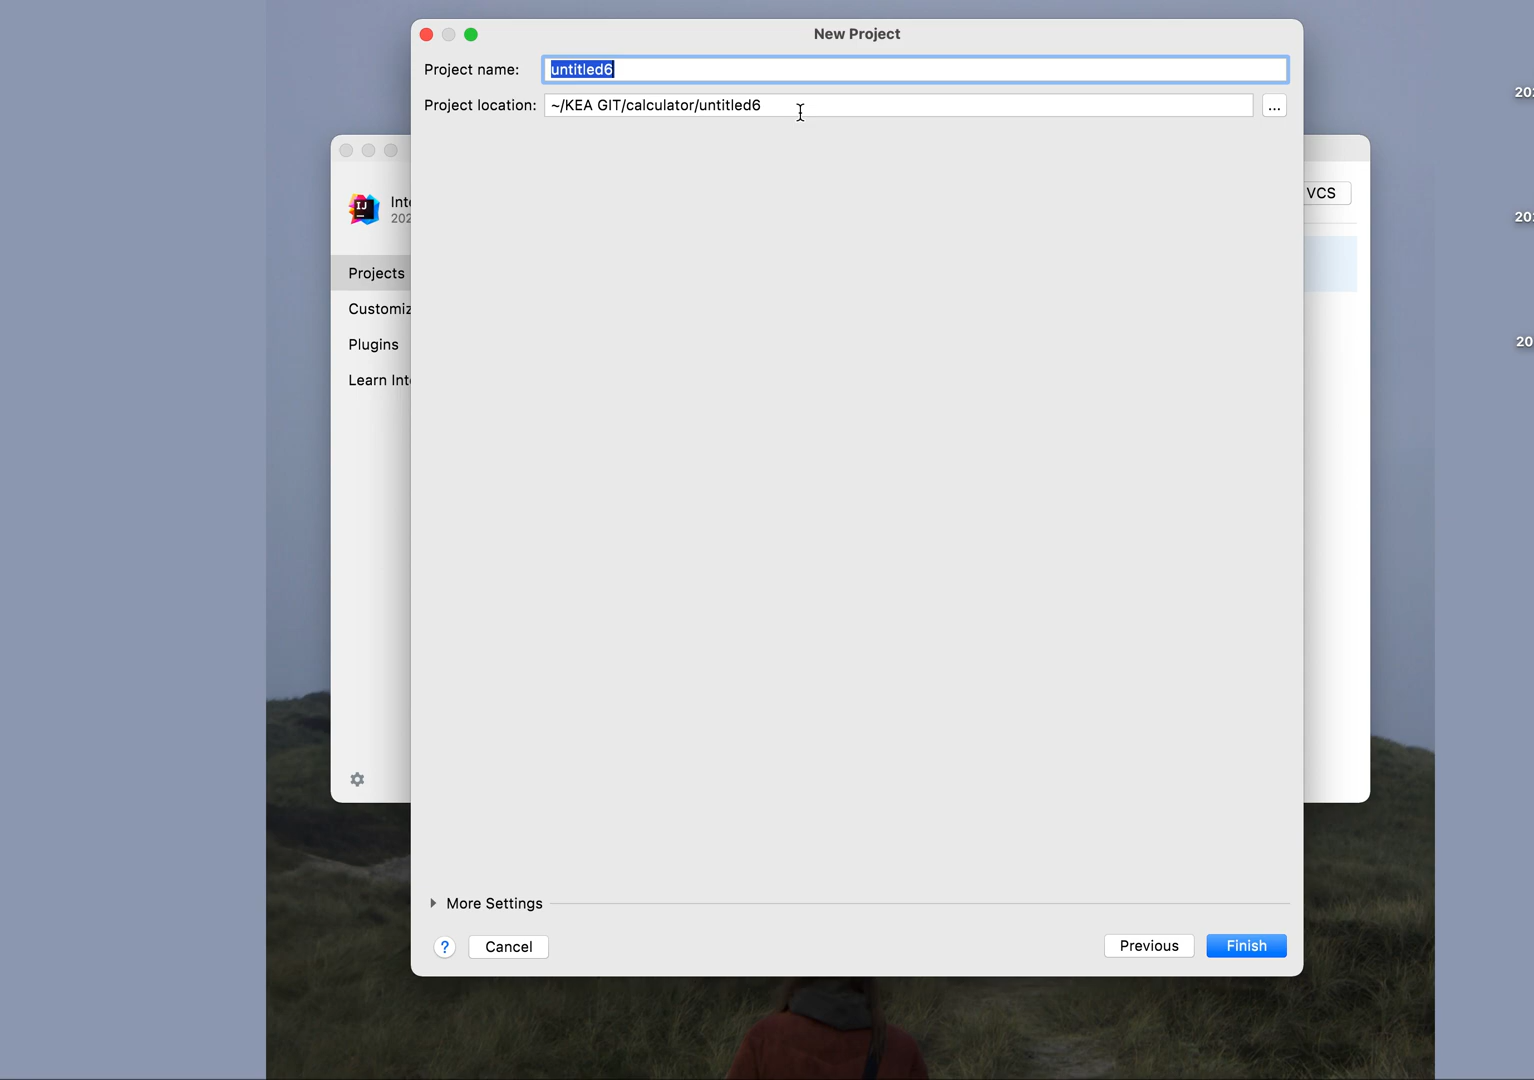 New Project
Project name: untitled6
Project location: ~/KEA GIT/calculator/untitled6 ...
IJ
VCS
Projects
Plugins
More Settings
? Cancel Previous Finish